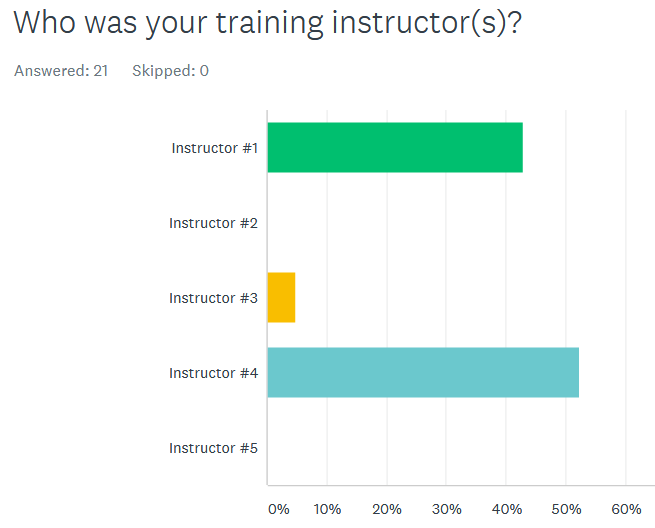 Who was your training instructor(s)?
Answered: 21 Skipped: 0
Instructor #1
Instructor #2
Instructor #3
Instructor #4
Instructor #5
0% 10% 20% 30% 40% 50% 60%